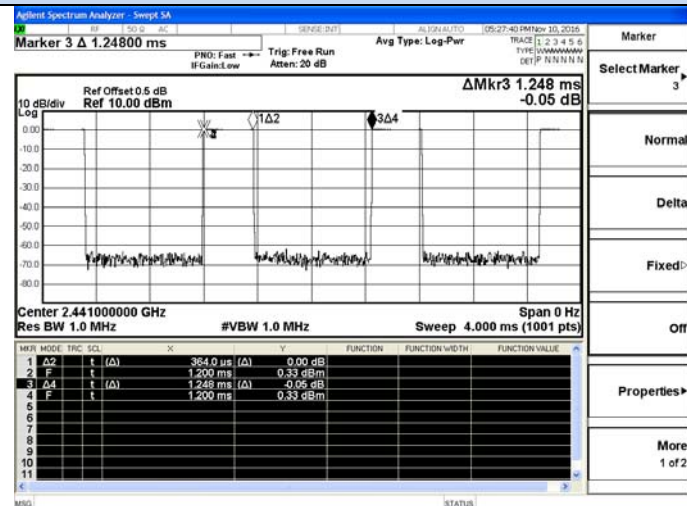 Agilent Spectrum Analyzer - Swept SA
LXI RF 50 Ω AC SENSE:INT ALIGN AUTO 05:27:40 PM Nov 10, 2016
Marker 3 Δ 1.24800 ms
PNO: Fast
IFGain:Low
Trig: Free Run
Atten: 20 dB
Avg Type: Log-Pwr
TRACE 1 2 3 4 5 6
TYPE WWWWWW
DET P N N N N N
Ref Offset 0.5 dB
10 dB/div Ref 10.00 dBm
ΔMkr3 1.248 ms
-0.05 dB
Log
0.00
-10.0
-20.0
-30.0
-40.0
-50.0
-60.0
-70.0
-80.0
1Δ2
3Δ4
Center 2.441000000 GHz Span 0 Hz
Res BW 1.0 MHz #VBW 1.0 MHz Sweep 4.000 ms (1001 pts)
MKR MODE TRC SCL X Y FUNCTION FUNCTION WIDTH FUNCTION VALUE
1 Δ2 t (Δ) 364.0 µs (Δ) 0.00 dB
2 F t 1.200 ms 0.33 dBm
3 Δ4 t (Δ) 1.248 ms (Δ) -0.05 dB
4 F t 1.200 ms 0.33 dBm
5
6
7
8
9
10
11
MSG STATUS
Marker
Select Marker
3
Normal
Delta
Fixed
Off
Properties
More
1 of 2